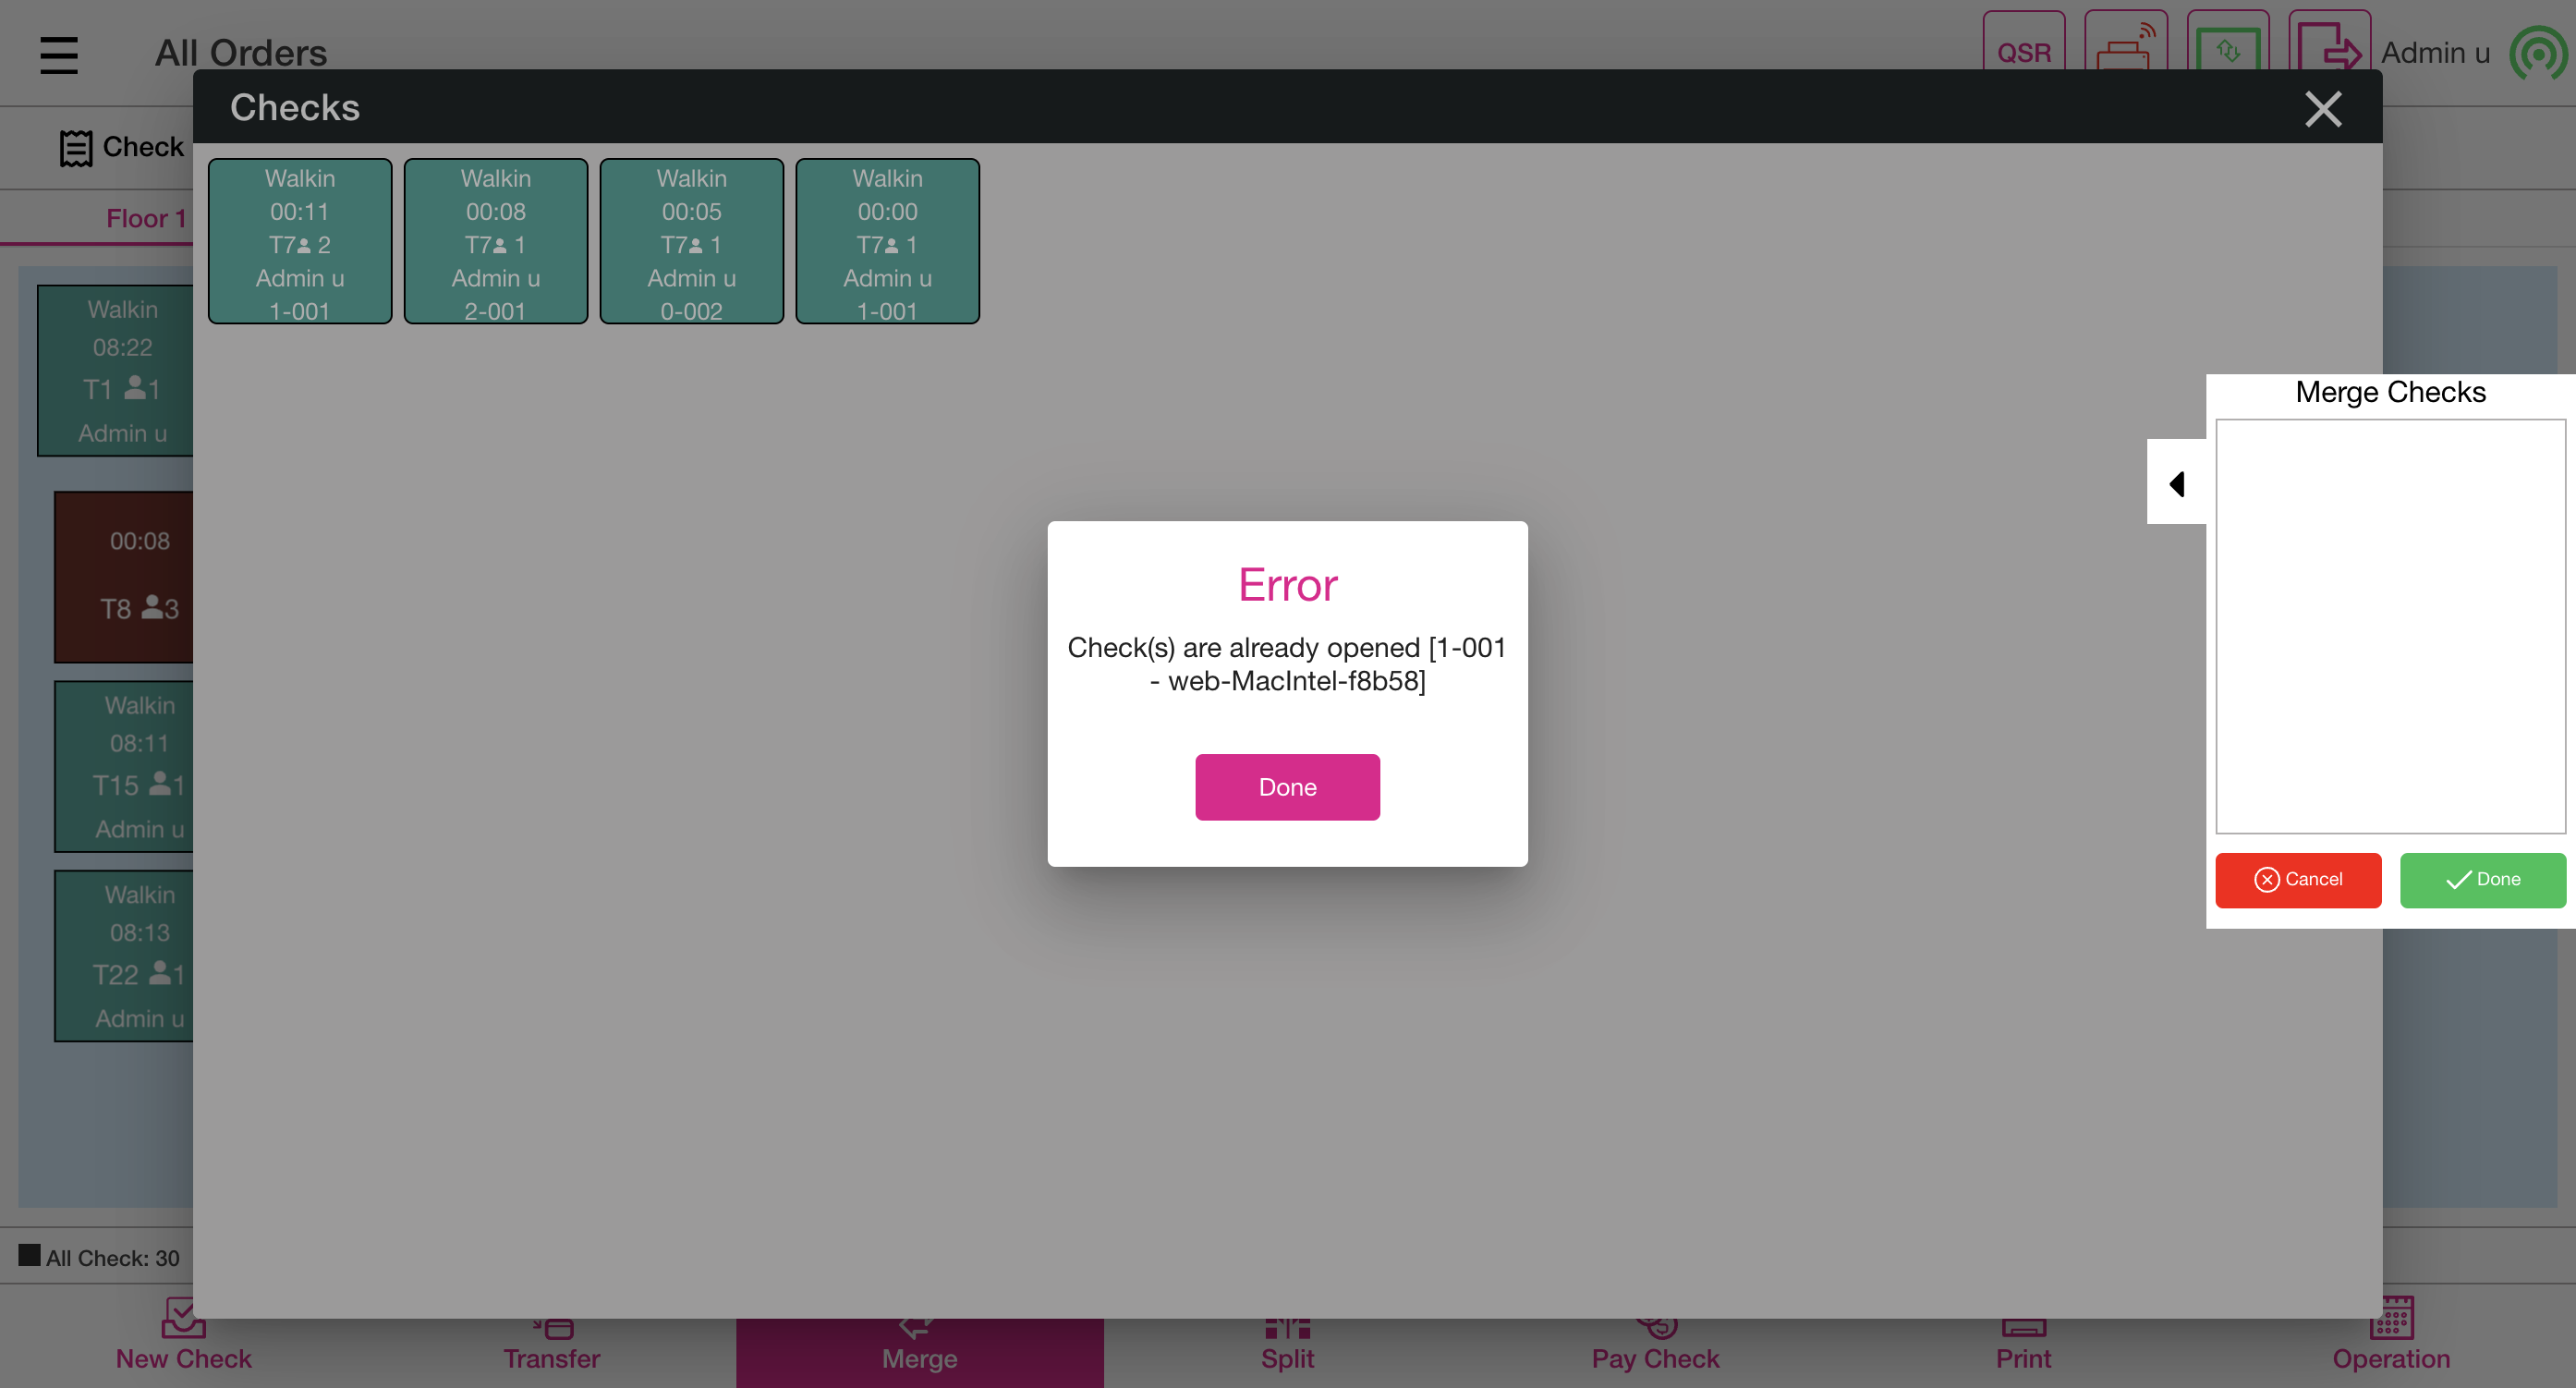 All Orders
QSR
Admin u
Checks
Check
Floor 1
Walkin
00:11
T7 2
Admin u
1-001
Walkin
00:08
T7 1
Admin u
2-001
Walkin
00:05
T7 1
Admin u
0-002
Walkin
00:00
T7 1
Admin u
1-001
Walkin
08:22
T1 1
Admin u
00:08
T8 3
Walkin
08:11
T15 1
Admin u
Walkin
08:13
T22 1
Admin u
Error
Check(s) are already opened [1-001
- web-MacIntel-f8b58]
Done
Merge Checks
Cancel
Done
All Check: 30
New Check
Transfer
Merge
Split
Pay Check
Print
Operation